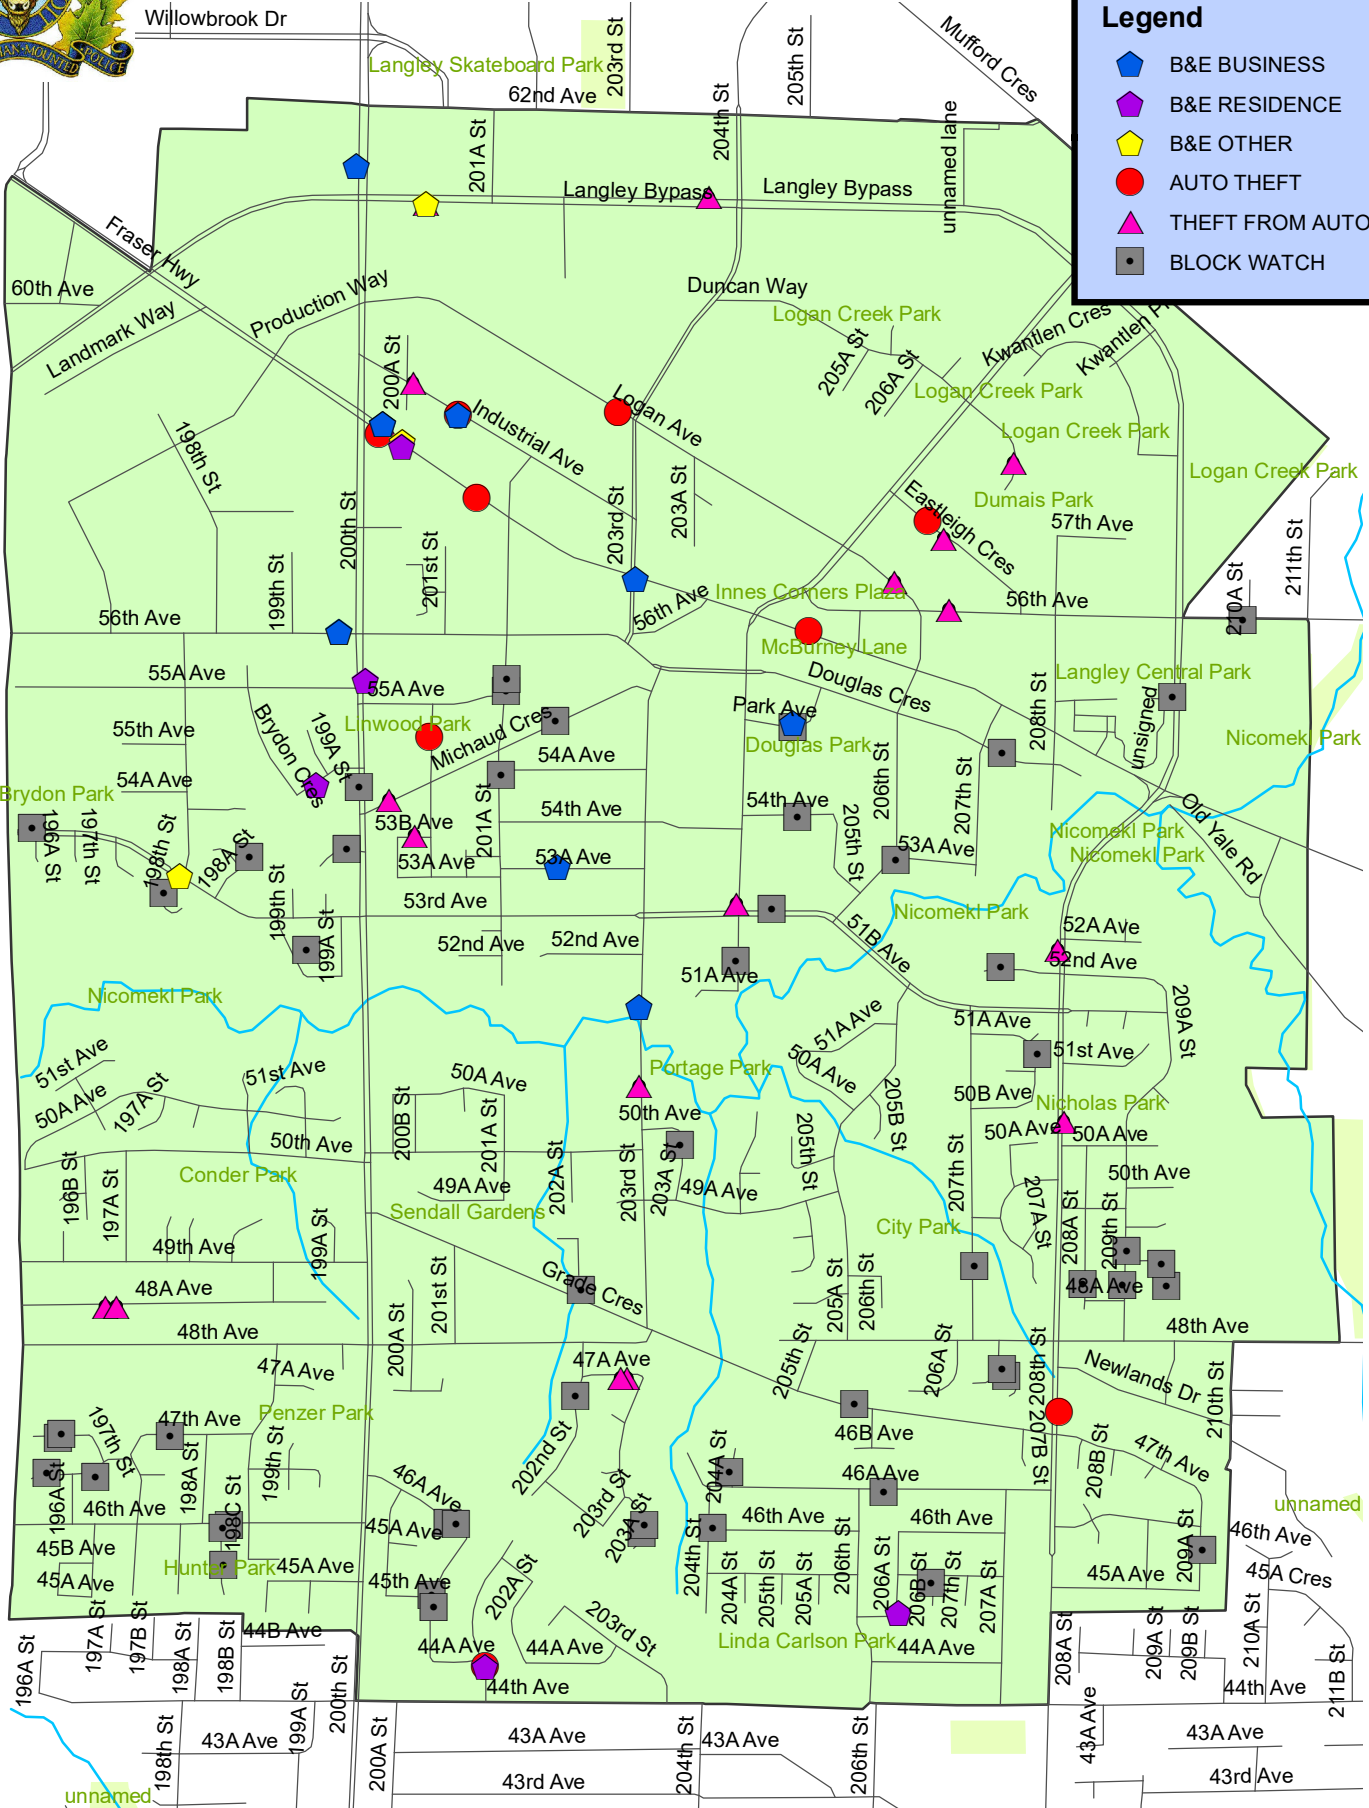 Willowbrook Dr
Langley Skateboard Park
62nd Ave
203rd St
204th St
205th St
Mufford Cres
MOUNTED
POLICE
Legend
B&E BUSINESS
B&E RESIDENCE
B&E OTHER
AUTO THEFT
THEFT FROM AUTO
BLOCK WATCH
201A St
Langley Bypass
Langley Bypass
unnamed lane
Fraser Hwy
60th Ave
Landmark Way
Production Way
Duncan Way
Logan Creek Park
205A St
206A St
Kwantlen Cres
Kwantlen
Logan Creek Park
Logan Creek Park
Logan Creek Park
200A St
Industrial Ave
Logan Ave
198th St
200th St
203rd St
203A St
Eastleigh Cres
Dumais Park
57th Ave
211th St
210A St
199th St
201st St
56th Ave
56th Ave
Innes Corners Plaza
56th Ave
McBurney Lane
55A Ave
55A Ave
Douglas Cres
Langley Central Park
208th St
unsigned
Brydon Cres
199A St
Linwood Park
Michaud Cres
Park Ave
Douglas Park
206th St
207th St
Nicomekl Park
55th Ave
54A Ave
54A Ave
Brydon Park
54th Ave
54th Ave
53B Ave
53A Ave
53A Ave
53A Ave
201A St
205th St
Nicomekl Park
Nicomekl Park
Old Yale Rd
196A St
197th St
198th St
198A St
199th St
199A St
53rd Ave
52nd Ave
52nd Ave
51A Ave
51B Ave
Nicomekl Park
52A Ave
52nd Ave
209A St
Nicomekl Park
51st Ave
50A Ave
197A St
51st Ave
50th Ave
50A Ave
200B St
201A St
202A St
Portage Park
50th Ave
203rd St
203A St
49A Ave
49A Ave
51A Ave
50A Ave
205B St
205th St
51A Ave
51st Ave
50B Ave
Nicholas Park
50A Ave
50A Ave
50th Ave
207th St
207A St
208A St
209th St
196B St
197A St
Conder Park
Sendall Gardens
City Park
49th Ave
199A St
48A Ave
48th Ave
200A St
201st St
Grade Cres
205A St
206th St
48A Ave
48th Ave
47A Ave
47A Ave
205th St
206A St
208th St
207B St
Newlands Dr
210th St
Penzer Park
47th Ave
197th St
196A St
198A St
199th St
198C St
46th Ave
46A Ave
202nd St
203rd St
203A St
204A St
46B Ave
46A Ave
46th Ave
46th Ave
208B St
47th Ave
unnamed
46th Ave
45B Ave
45A Ave
Hunter Park
45A Ave
45A Ave
45th Ave
202A St
203rd St
204th St
204A St
205th St
205A St
206th St
206A St
206B St
207th St
207A St
45A Ave
209A St
45A Cres
196A St
197A St
197B St
198A St
198B St
44B Ave
199A St
200th St
44A Ave
44A Ave
44th Ave
Linda Carlson Park
44A Ave
208A St
209A St
209B St
210A St
211B St
44th Ave
198th St
43A Ave
200A St
43A Ave
204th St
43A Ave
206th St
43A Ave
43A Ave
43rd Ave
43rd Ave
unnamed